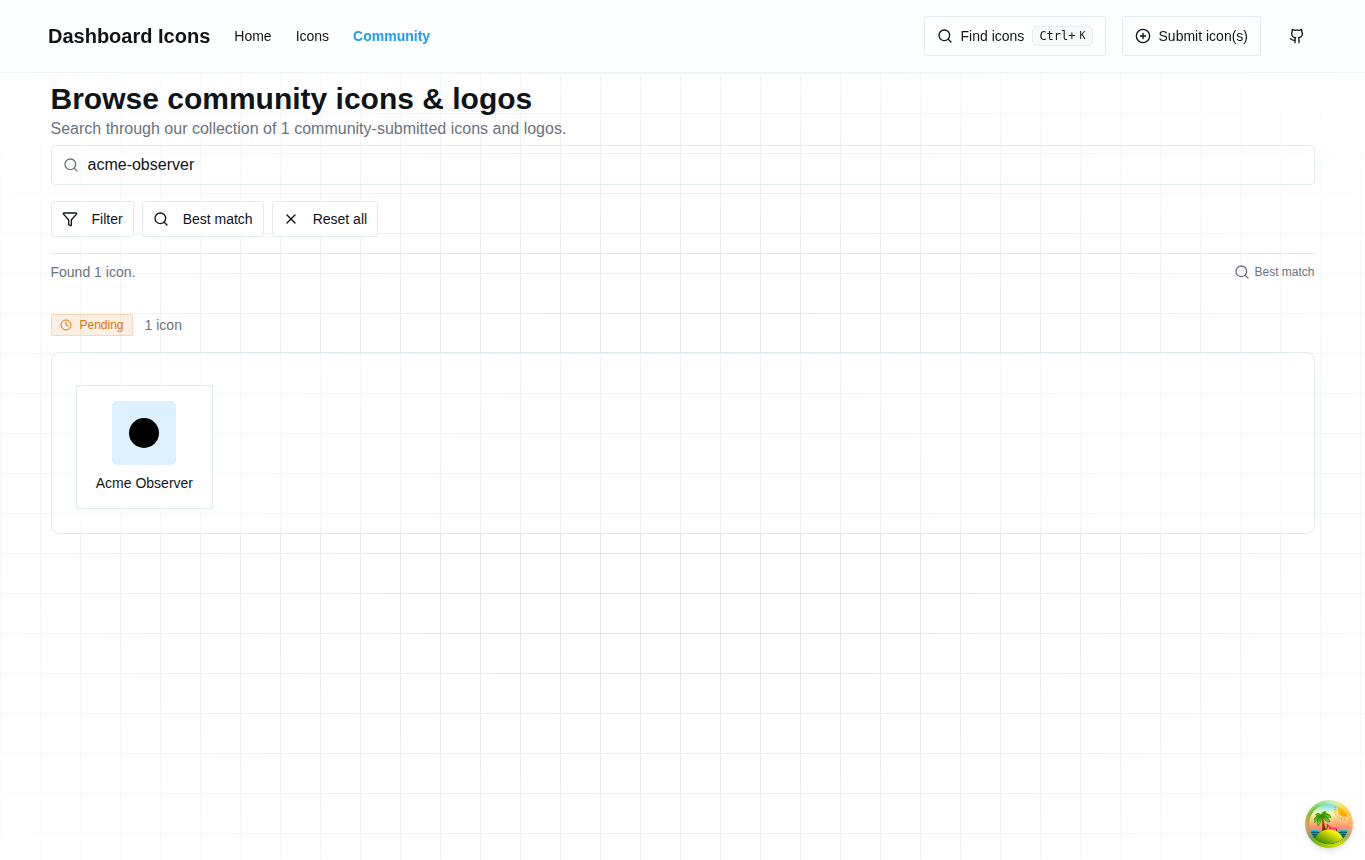 Dashboard Icons Home Icons Community Find icons Ctrl+ K Submit icon(s)
Browse community icons & logos
Search through our collection of 1 community-submitted icons and logos.
acme-observer
Filter Best match Reset all
Found 1 icon. Best match
Pending 1 icon
Acme Observer